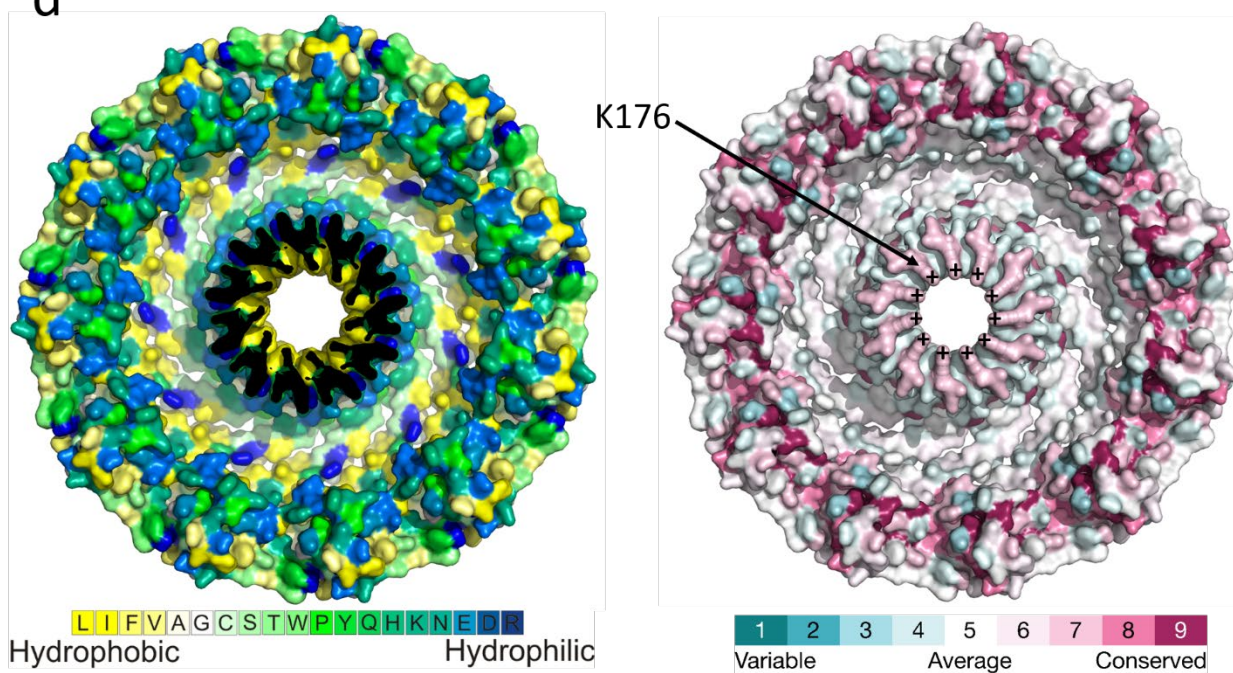 d
K176
+ + + + + + + + + + +
L I F V A G C S T W P Y Q H K N E D R
Hydrophobic Hydrophilic
1 2 3 4 5 6 7 8 9
Variable Average Conserved